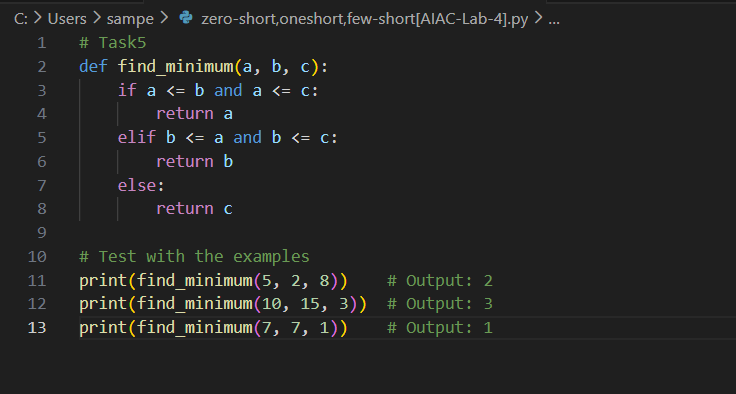 C: > Users > sampe > zero-short,oneshort,few-short[AIAC-Lab-4].py > ...
1 # Task5
2 def find_minimum(a, b, c):
3     if a <= b and a <= c:
4         return a
5     elif b <= a and b <= c:
6         return b
7     else:
8         return c
9
10 # Test with the examples
11 print(find_minimum(5, 2, 8))    # Output: 2
12 print(find_minimum(10, 15, 3))  # Output: 3
13 print(find_minimum(7, 7, 1))    # Output: 1